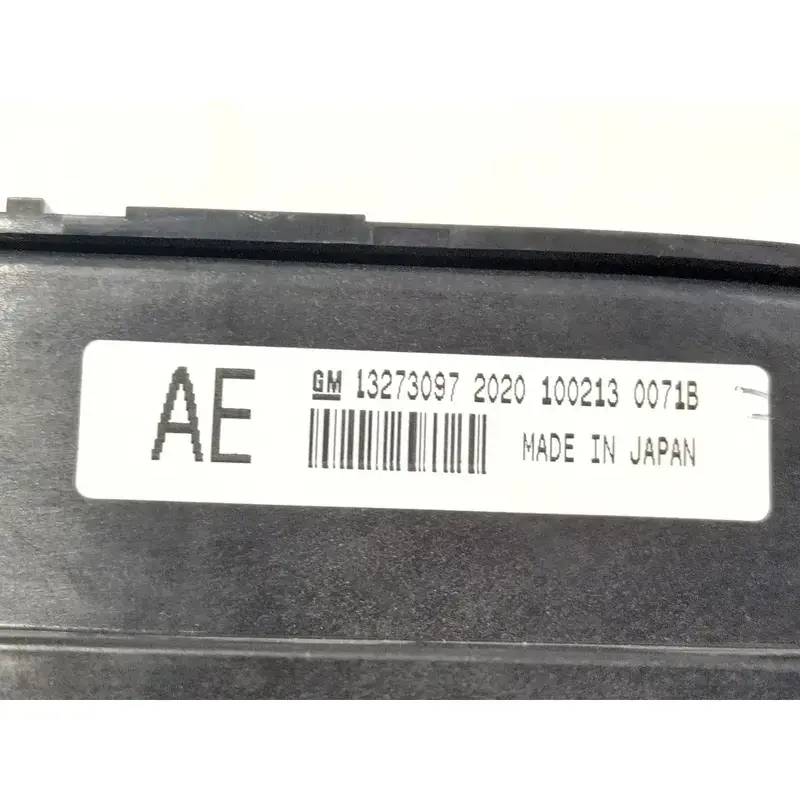 AE
GM 13273097 2020 100213 0071B
MADE IN JAPAN